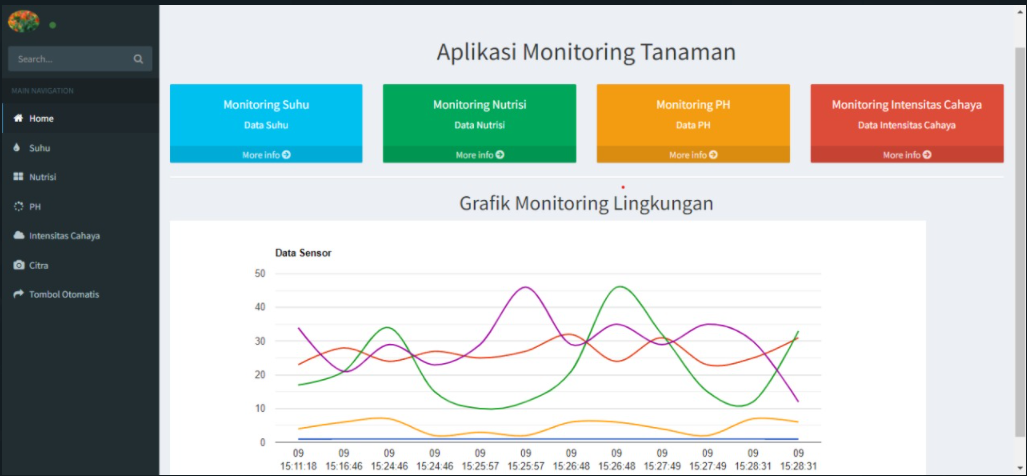 Search...
MAIN NAVIGATION
Home
Suhu
Nutrisi
PH
Intensitas Cahaya
Citra
Tombol Otomatis
Aplikasi Monitoring Tanaman
Monitoring Suhu
Data Suhu
More info
Monitoring Nutrisi
Data Nutrisi
More info
Monitoring PH
Data PH
More info
Monitoring Intensitas Cahaya
Data Intensitas Cahaya
More info
Grafik Monitoring Lingkungan
Data Sensor
50
40
30
20
10
0
09 09 09 09 09 09 09 09 09 09 09 09
15:11:18 15:16:46 15:24:46 15:24:46 15:25:57 15:25:57 15:26:48 15:26:48 15:27:49 15:27:49 15:28:31 15:28:31